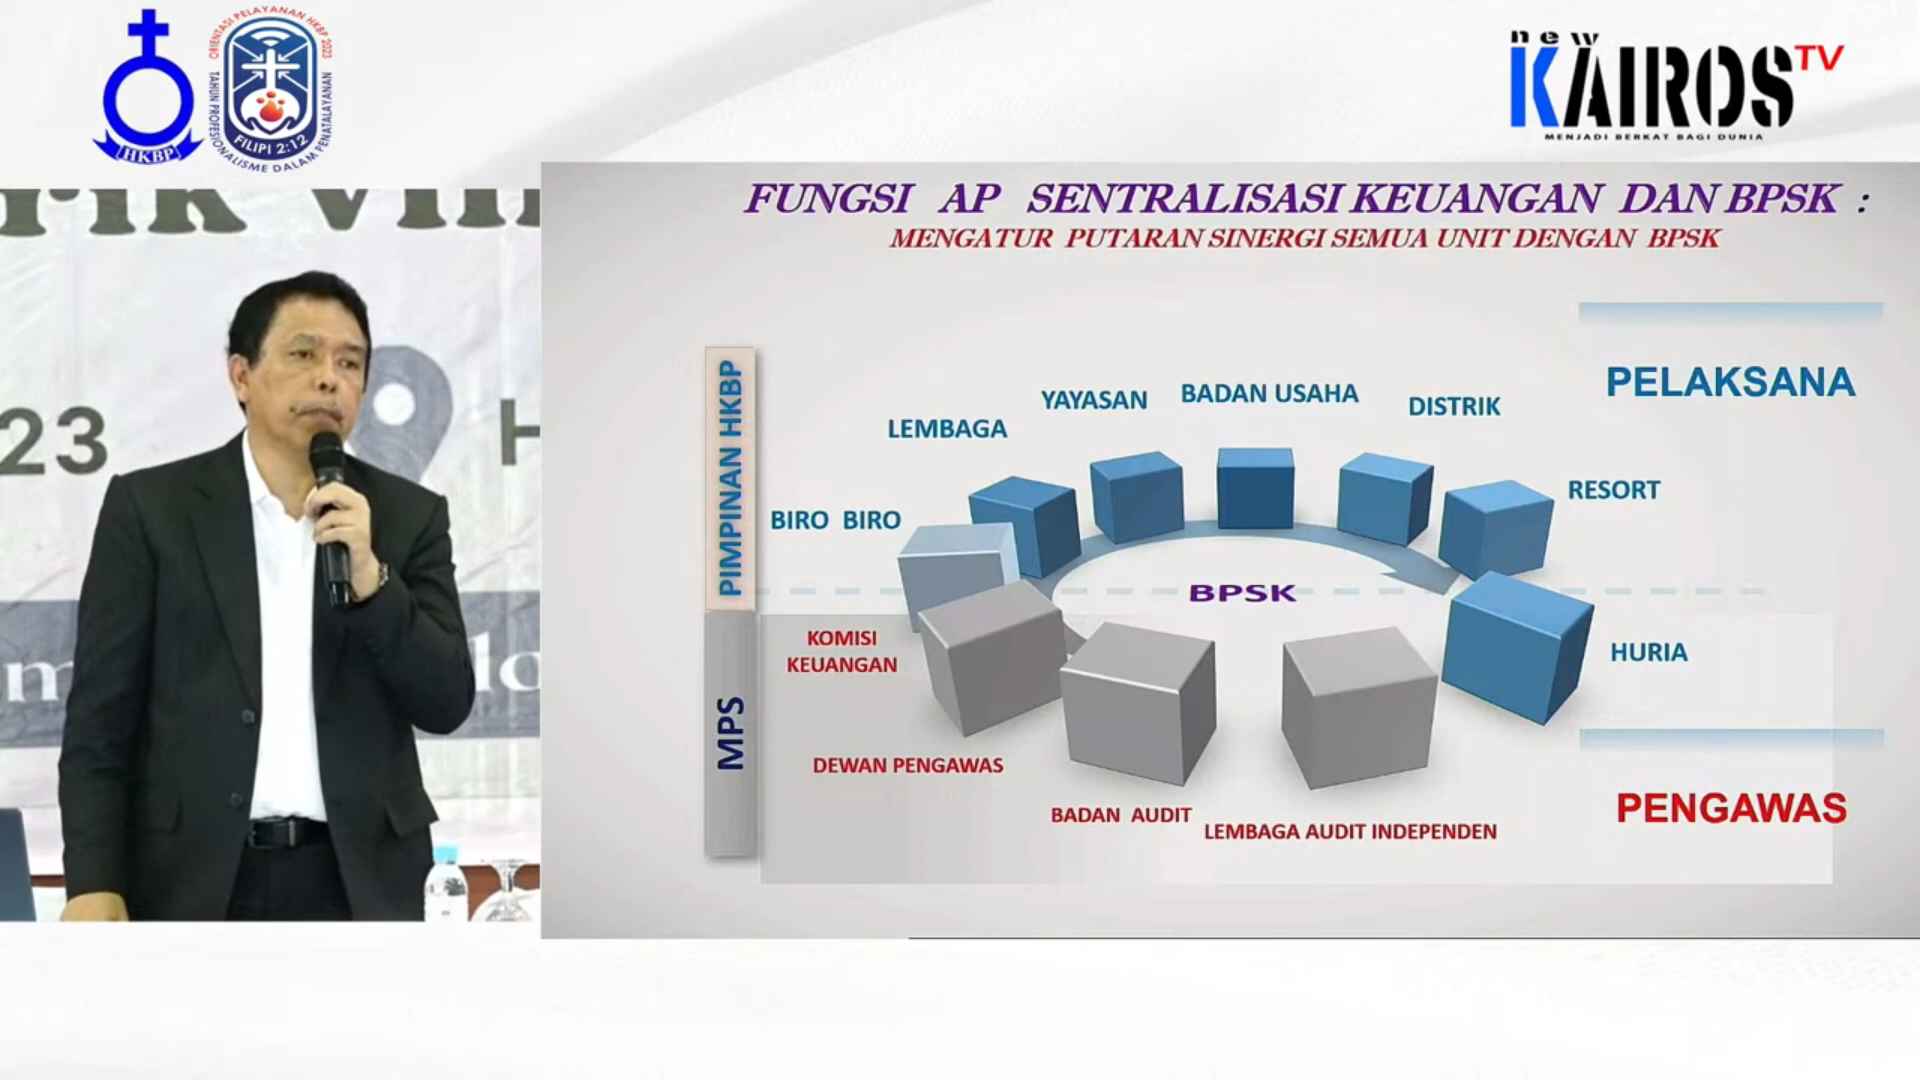 HKBP
ORIENTASI PELAYANAN HKBP 2023
TAHUN PROFESIONALISME DALAM PENATALAYANAN
FILIPI 2:12
new
KAIROS TV
MENJADI BERKAT BAGI DUNIA
rik VIII
23
H
m
lo
FUNGSI AP SENTRALISASI KEUANGAN DAN BPSK :
MENGATUR PUTARAN SINERGI SEMUA UNIT DENGAN BPSK
PIMPINAN HKBP
MPS
BIRO BIRO
LEMBAGA
YAYASAN
BADAN USAHA
DISTRIK
RESORT
HURIA
BPSK
PELAKSANA
KOMISI
KEUANGAN
DEWAN PENGAWAS
BADAN AUDIT
LEMBAGA AUDIT INDEPENDEN
PENGAWAS